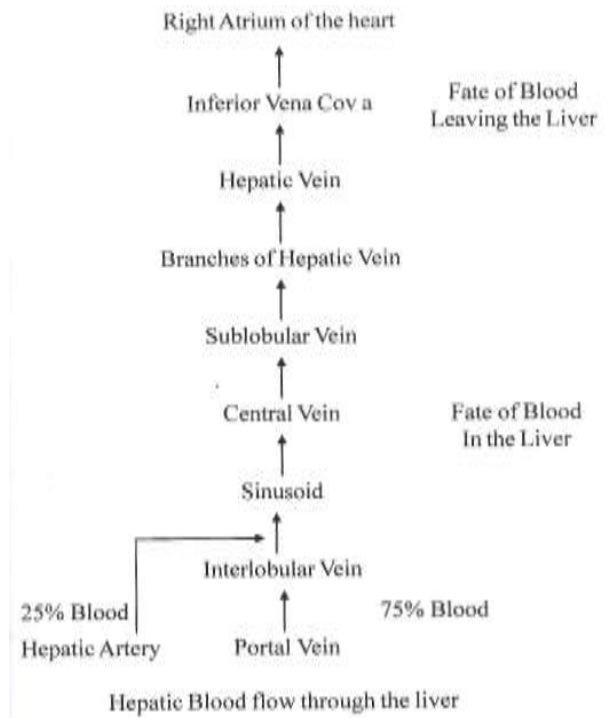 Right Atrium of the heart
Inferior Vena Cov a
Fate of Blood
Leaving the Liver
Hepatic Vein
Branches of Hepatic Vein
Sublobular Vein
Central Vein
Fate of Blood
In the Liver
Sinusoid
Interlobular Vein
25% Blood
75% Blood
Hepatic Artery
Portal Vein
Hepatic Blood flow through the liver